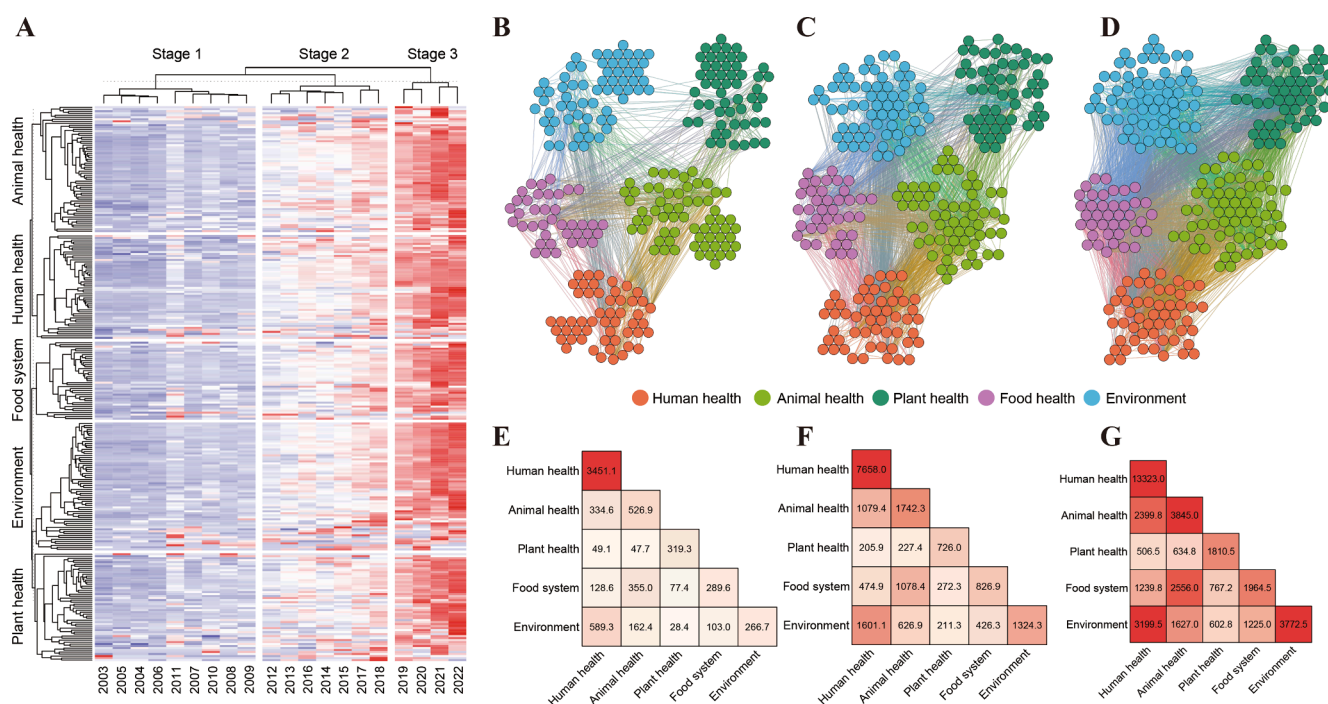 A
Stage 1 Stage 2 Stage 3
Animal health
Human health
Food system
Environment
Plant health
2003 2005 2004 2006 2011 2007 2010 2008 2009 2012 2013 2016 2014 2015 2017 2018 2019 2020 2021 2022
B C D
Human health Animal health Plant health Food health Environment
E
Human health 3451.1
Animal health 334.6 526.9
Plant health 49.1 47.7 319.3
Food system 128.6 355.0 77.4 289.6
Environment 589.3 162.4 28.4 103.0 266.7
Human health Animal health Plant health Food system Environment
F
Human health 7658.0
Animal health 1079.4 1742.3
Plant health 205.9 227.4 726.0
Food system 474.9 1078.4 272.3 826.9
Environment 1601.1 626.9 211.3 426.3 1324.3
Human health Animal health Plant health Food system Environment
G
Human health 13323.0
Animal health 2399.8 3845.0
Plant health 506.5 634.8 1810.5
Food system 1239.8 2556.0 767.2 1964.5
Environment 3199.5 1627.0 602.8 1225.0 3772.5
Human health Animal health Plant health Food system Environment